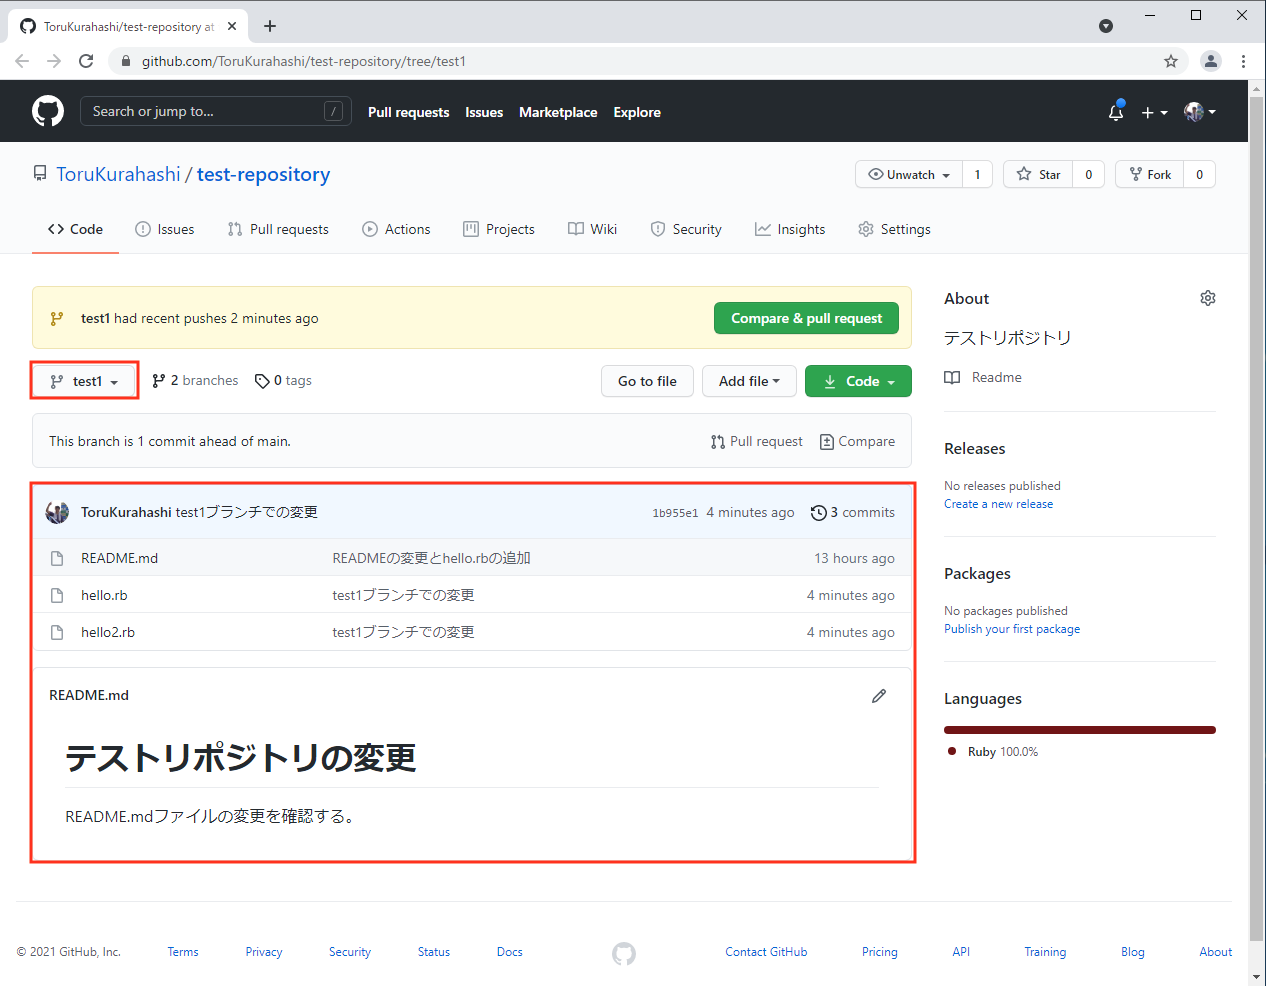 ToruKurahashi/test-repository at
github.com/ToruKurahashi/test-repository/tree/test1
Search or jump to... /
Pull requests Issues Marketplace Explore
ToruKurahashi / test-repository
Unwatch 1 Star 0 Fork 0
Code Issues Pull requests Actions Projects Wiki Security Insights Settings
test1 had recent pushes 2 minutes ago
Compare & pull request
test1 2 branches 0 tags
Go to file Add file Code
This branch is 1 commit ahead of main.
Pull request Compare
ToruKurahashi test1ブランチでの変更 1b955e1 4 minutes ago 3 commits
README.md READMEの変更とhello.rbの追加 13 hours ago
hello.rb test1ブランチでの変更 4 minutes ago
hello2.rb test1ブランチでの変更 4 minutes ago
README.md
テストリポジトリの変更
README.mdファイルの変更を確認する。
About
テストリポジトリ
Readme
Releases
No releases published
Create a new release
Packages
No packages published
Publish your first package
Languages
Ruby 100.0%
© 2021 GitHub, Inc. Terms Privacy Security Status Docs Contact GitHub Pricing API Training Blog About